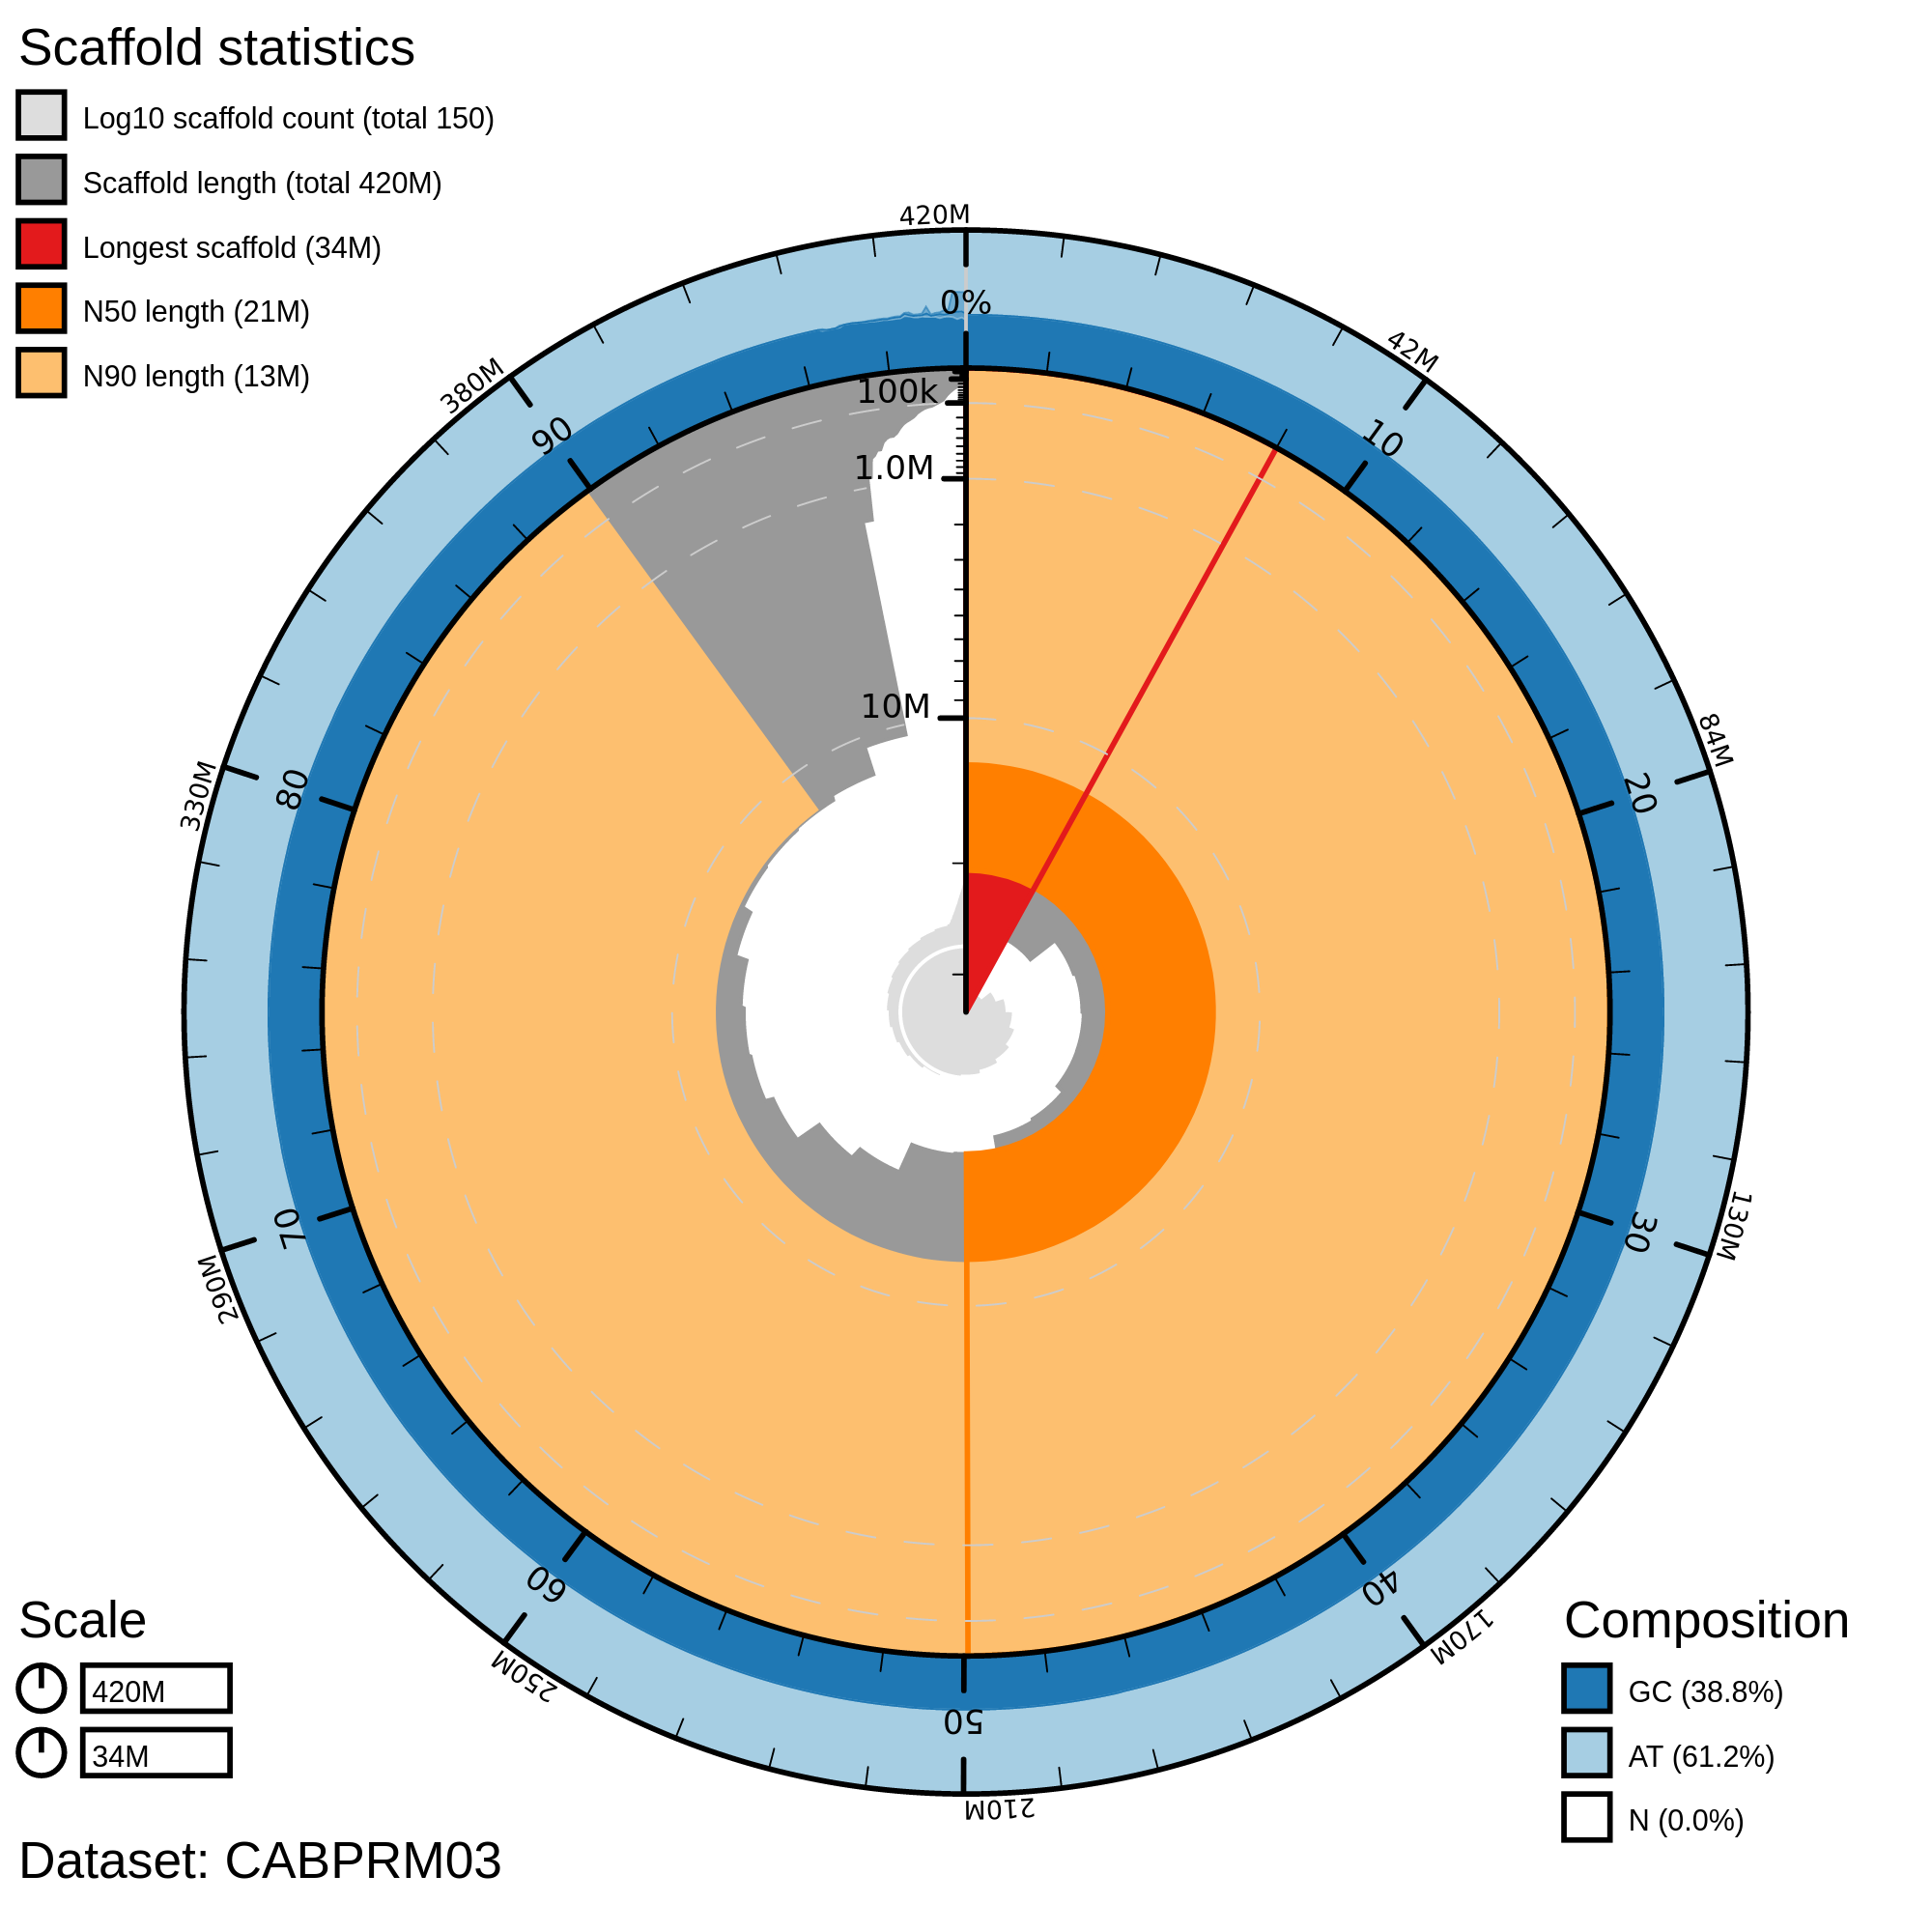 Scaffold statistics
Log10 scaffold count (total 150)
Scaffold length (total 420M)
Longest scaffold (34M)
N50 length (21M)
N90 length (13M)
420M
42M
84M
130M
170M
210M
250M
290M
330M
380M
0%
10
20
30
40
50
60
70
80
90
100k
1.0M
10M
Scale
420M
34M
Composition
GC (38.8%)
AT (61.2%)
N (0.0%)
Dataset: CABPRM03